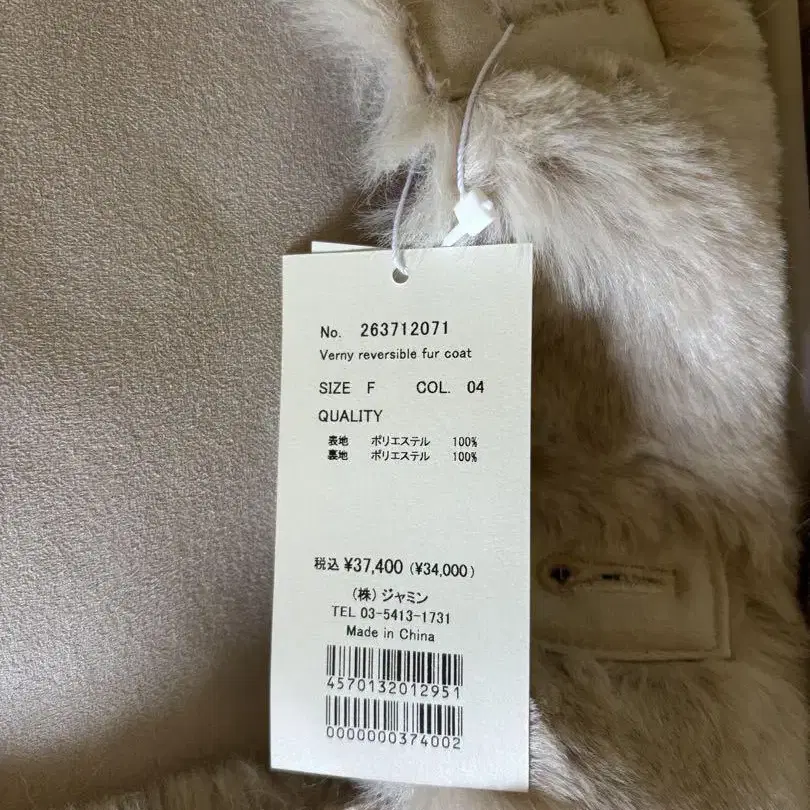 No. 263712071
Verny reversible fur coat
SIZE F COL. 04
QUALITY
表地 ポリエステル 100%
裏地 ポリエステル 100%
税込 ¥37,400 (¥34,000)
(株) ジャミン
TEL 03-5413-1731
Made in China
4570132012951
0000000374002